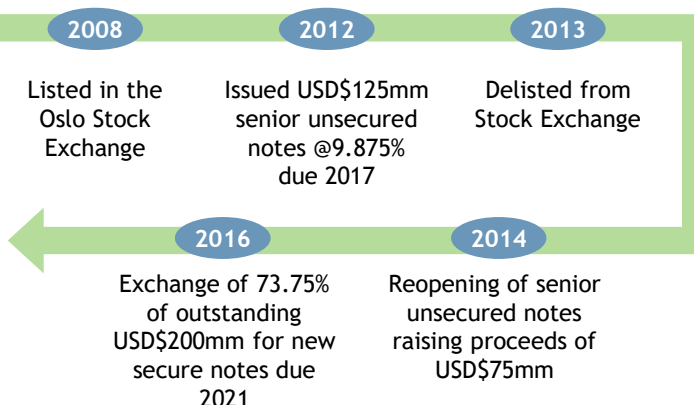 2008
Listed in the
Oslo Stock
Exchange
2012
Issued USD$125mm
senior unsecured
notes @9.875%
due 2017
2013
Delisted from
Stock Exchange
2014
Reopening of senior
unsecured notes
raising proceeds of
USD$75mm
2016
Exchange of 73.75%
of outstanding
USD$200mm for new
secure notes due
2021